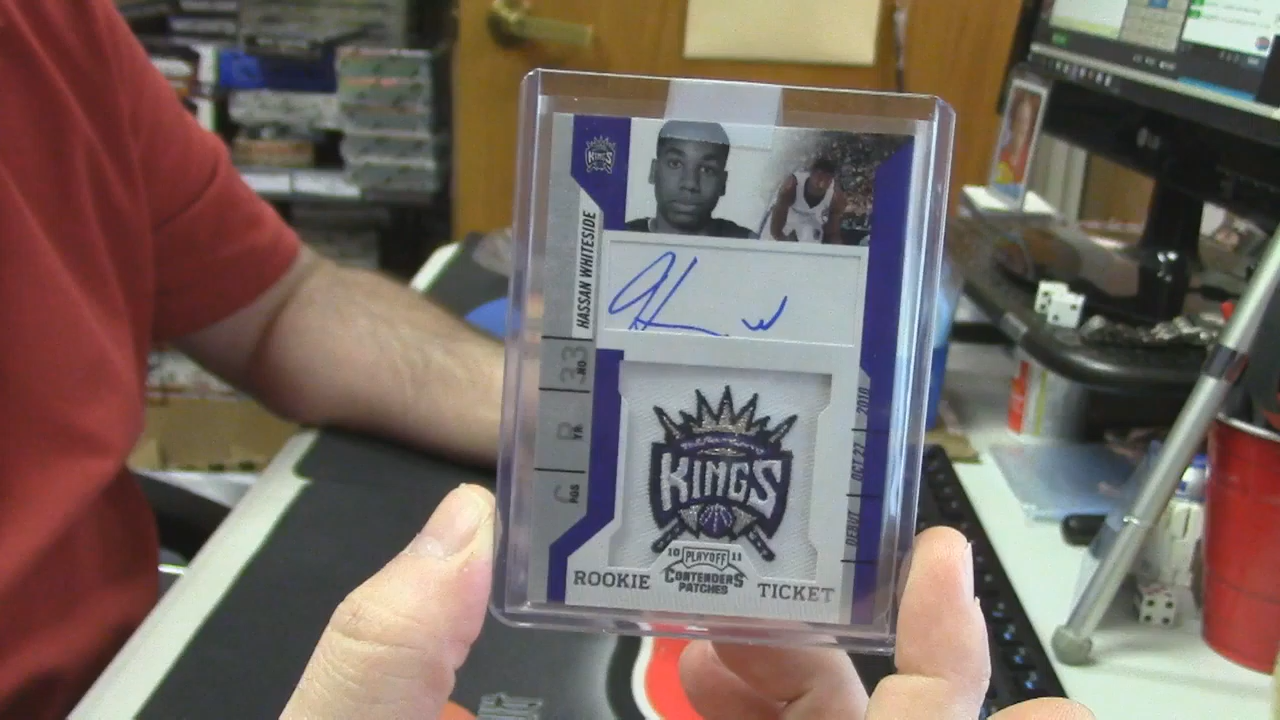 KINGS
HASSAN WHITESIDE
33
NO
R
YR
C
POS
KINGS
DEBUT OCT 27 2010
10 PLAYOFF 11
CONTENDERS
PATCHES
ROOKIE TICKET